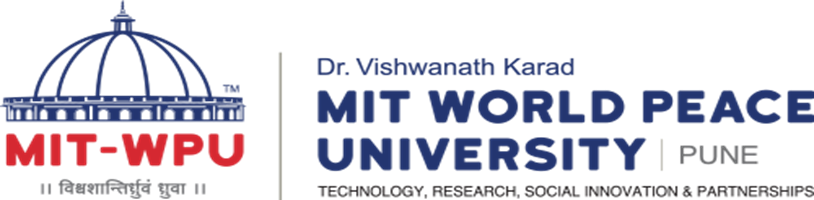 TM
MIT-WPU
।। विश्वशान्तिर्ध्रुवं ध्रुवा ।।
Dr. Vishwanath Karad
MIT WORLD PEACE
UNIVERSITY | PUNE
TECHNOLOGY, RESEARCH, SOCIAL INNOVATION & PARTNERSHIPS